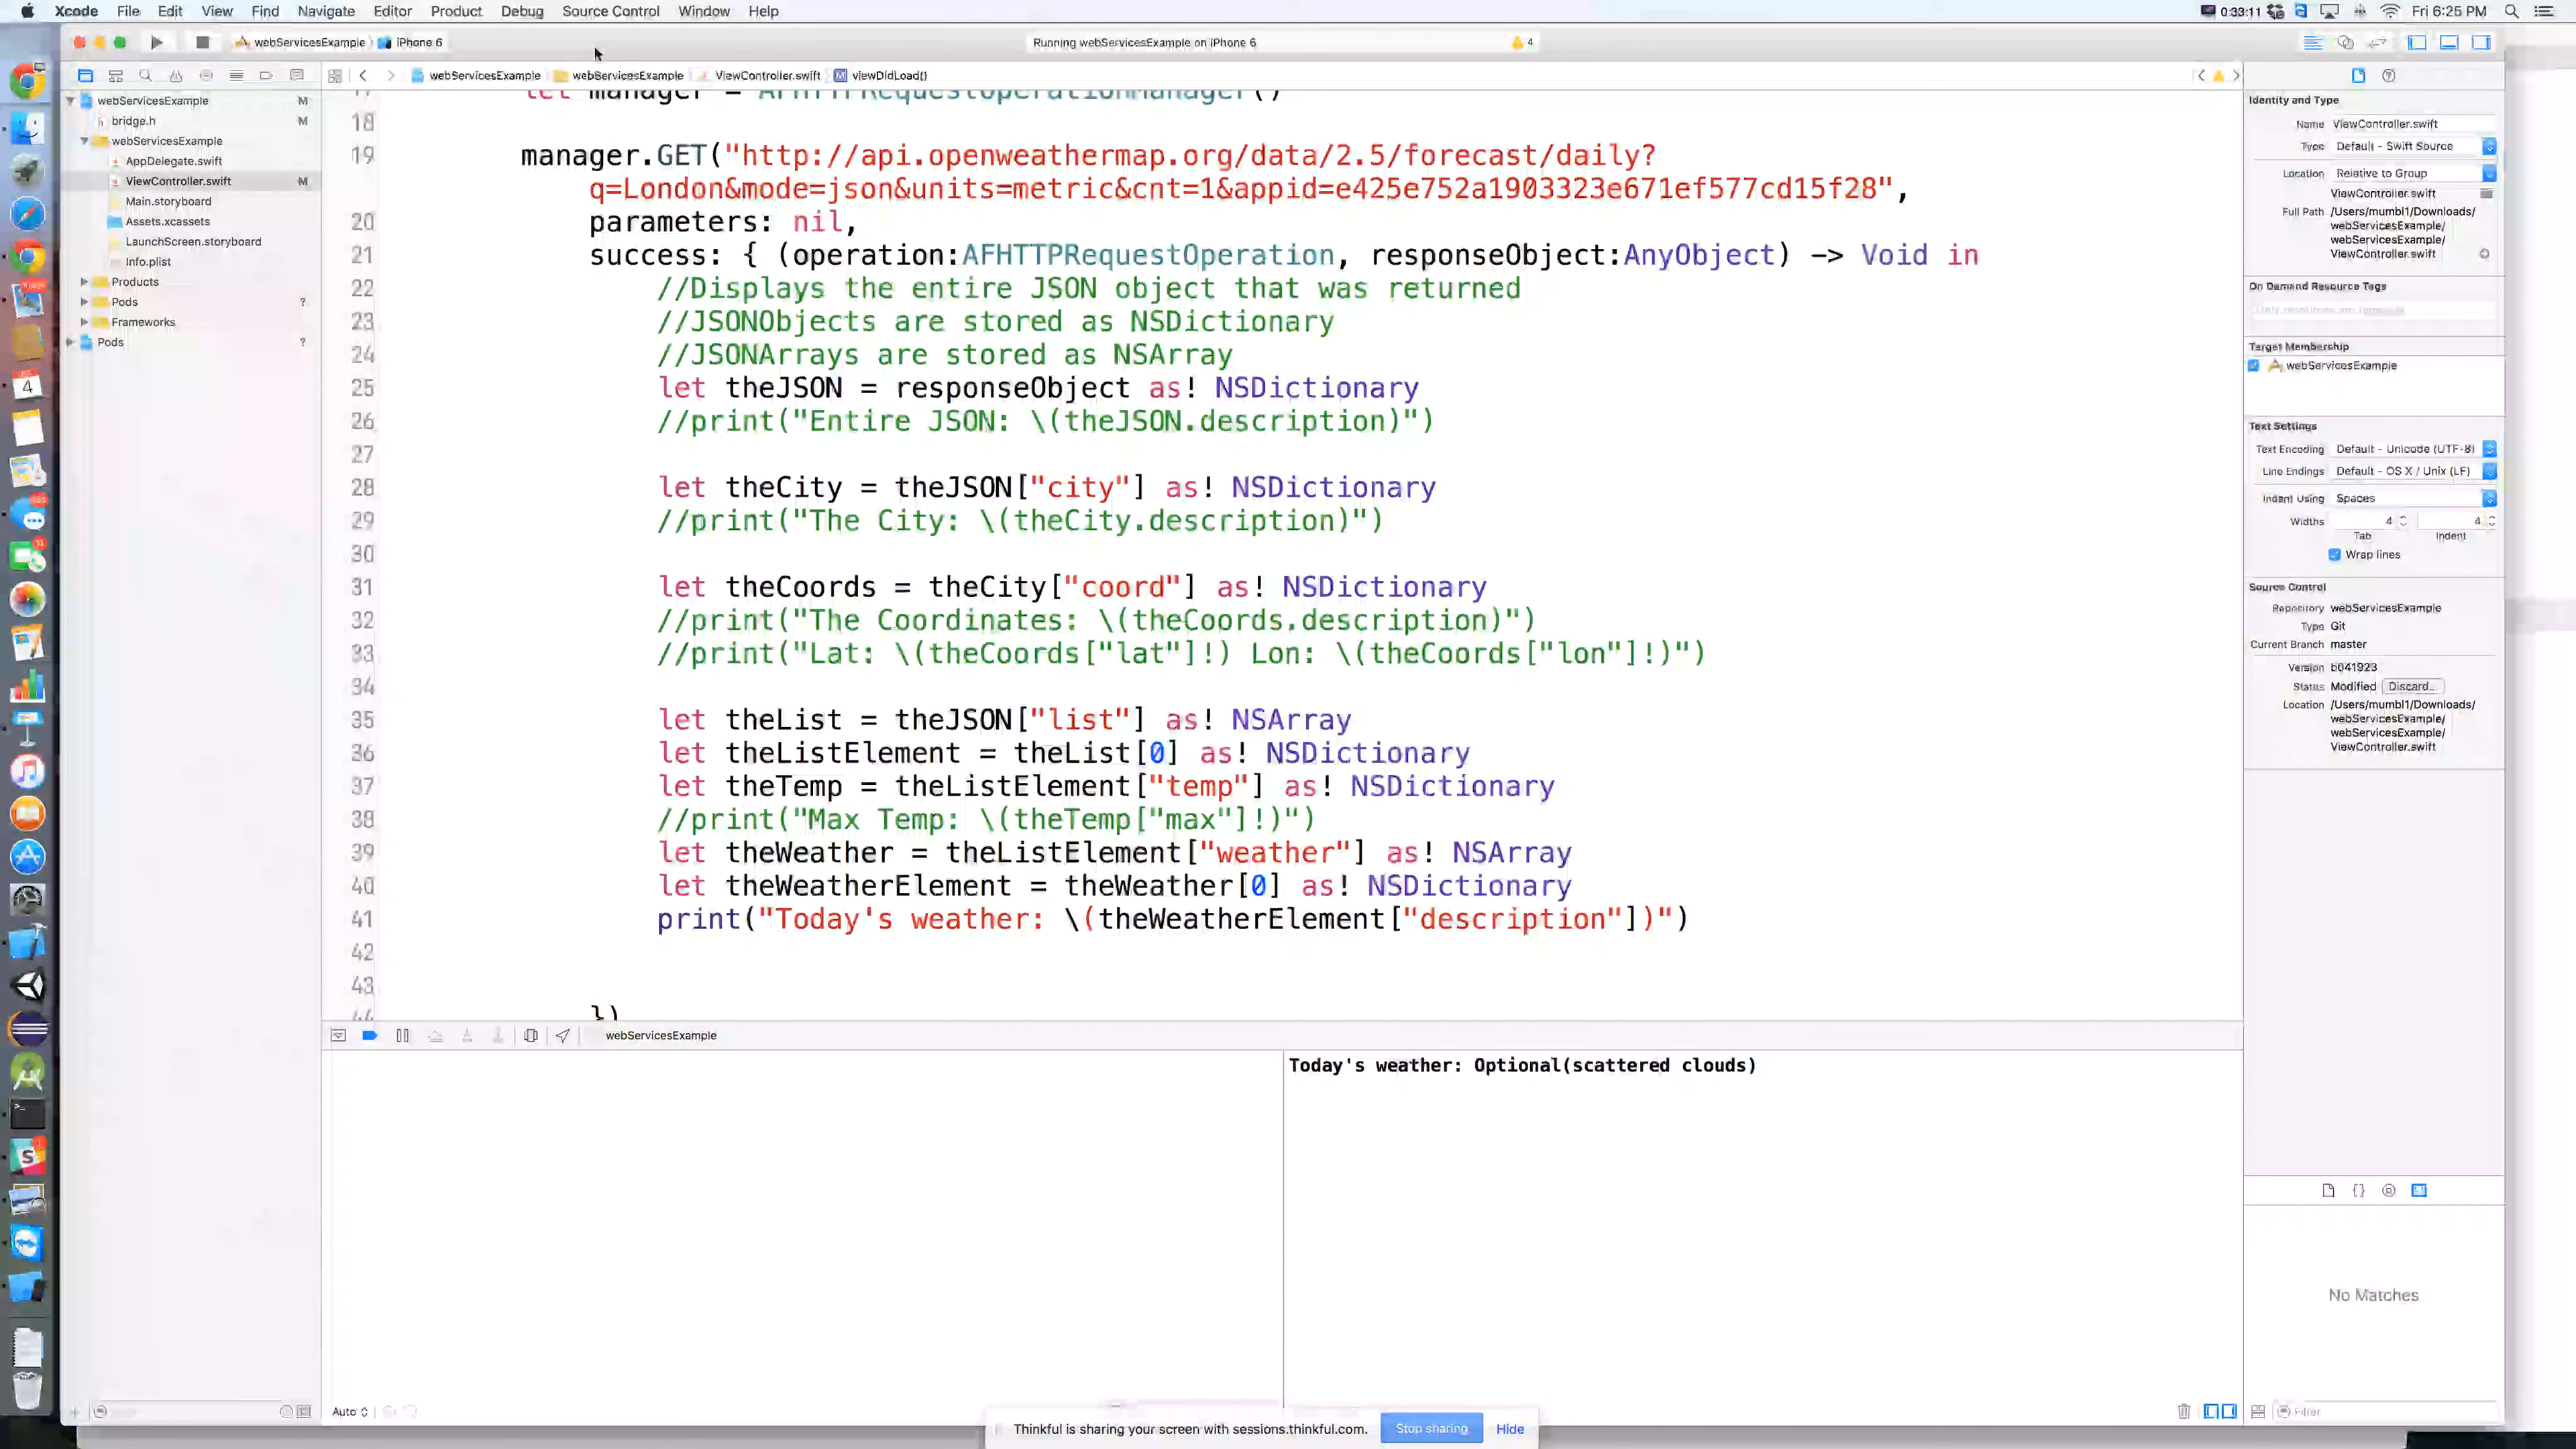 Xcode File Edit View Find Navigate Editor Product Debug Source Control Window Help 0:33:11 Fri 6:25 PM
webServicesExample iPhone 6 Running webServicesExample on iPhone 6 4
webServicesExample webServicesExample ViewController.swift viewDidLoad()
webServicesExample M
bridge.h M
webServicesExample
AppDelegate.swift
ViewController.swift M
Main.storyboard
Assets.xcassets
LaunchScreen.storyboard
Info.plist
Products
Pods ?
Frameworks
Pods ?
17 let manager = AFHTTPRequestOperationManager()
18
19 manager.GET("http://api.openweathermap.org/data/2.5/forecast/daily?
q=London&mode=json&units=metric&cnt=1&appid=e425e752a1903323e671ef577cd15f28",
20 parameters: nil,
21 success: { (operation:AFHTTPRequestOperation, responseObject:AnyObject) -> Void in
22 //Displays the entire JSON object that was returned
23 //JSONObjects are stored as NSDictionary
24 //JSONArrays are stored as NSArray
25 let theJSON = responseObject as! NSDictionary
26 //print("Entire JSON: \(theJSON.description)")
27
28 let theCity = theJSON["city"] as! NSDictionary
29 //print("The City: \(theCity.description)")
30
31 let theCoords = theCity["coord"] as! NSDictionary
32 //print("The Coordinates: \(theCoords.description)")
33 //print("Lat: \(theCoords["lat"]!) Lon: \(theCoords["lon"]!)")
34
35 let theList = theJSON["list"] as! NSArray
36 let theListElement = theList[0] as! NSDictionary
37 let theTemp = theListElement["temp"] as! NSDictionary
38 //print("Max Temp: \(theTemp["max"]!)")
39 let theWeather = theListElement["weather"] as! NSArray
40 let theWeatherElement = theWeather[0] as! NSDictionary
41 print("Today's weather: \(theWeatherElement["description"])")
42
43
44 })
webServicesExample
Today's weather: Optional(scattered clouds)
Auto
Identity and Type
Name ViewController.swift
Type Default - Swift Source
Location Relative to Group
ViewController.swift
Full Path /Users/mumbl1/Downloads/
webServicesExample/
webServicesExample/
ViewController.swift
On Demand Resource Tags
Only resources are taggable
Target Membership
webServicesExample
Text Settings
Text Encoding Default - Unicode (UTF-8)
Line Endings Default - OS X / Unix (LF)
Indent Using Spaces
Widths 4 4
Tab Indent
Wrap lines
Source Control
Repository webServicesExample
Type Git
Current Branch master
Version b041923
Status Modified Discard...
Location /Users/mumbl1/Downloads/
webServicesExample/
webServicesExample/
ViewController.swift
No Matches
Filter
Thinkful is sharing your screen with sessions.thinkful.com. Stop sharing Hide